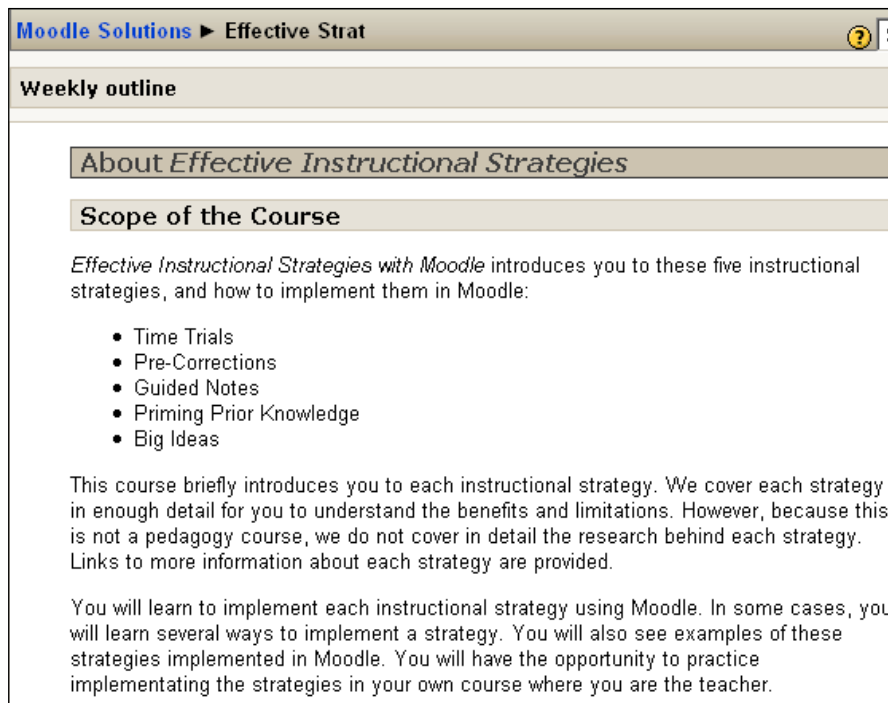 Moodle Solutions ► Effective Strat
Weekly outline
About Effective Instructional Strategies
Scope of the Course
Effective Instructional Strategies with Moodle introduces you to these five instructional
strategies, and how to implement them in Moodle:
• Time Trials
• Pre-Corrections
• Guided Notes
• Priming Prior Knowledge
• Big Ideas
This course briefly introduces you to each instructional strategy. We cover each strategy
in enough detail for you to understand the benefits and limitations. However, because this
is not a pedagogy course, we do not cover in detail the research behind each strategy.
Links to more information about each strategy are provided.
You will learn to implement each instructional strategy using Moodle. In some cases, you
will learn several ways to implement a strategy. You will also see examples of these
strategies implemented in Moodle. You will have the opportunity to practice
implementating the strategies in your own course where you are the teacher.